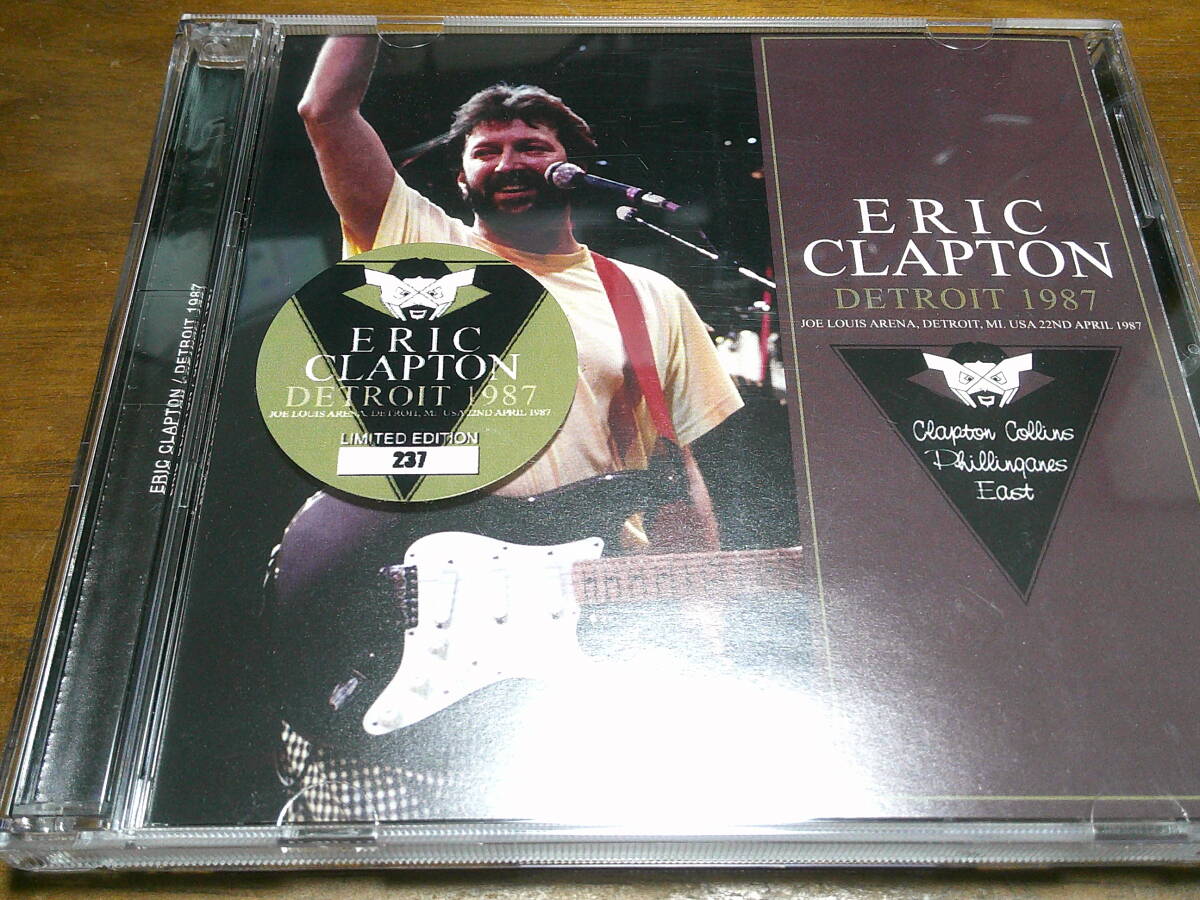 ERIC CLAPTON / DETROIT 1987
ERIC
CLAPTON
DETROIT 1987
JOE LOUIS ARENA, DETROIT, MI. USA 22ND APRIL 1987
LIMITED EDITION
237
ERIC
CLAPTON
DETROIT 1987
JOE LOUIS ARENA, DETROIT, MI. USA 22ND APRIL 1987
Clapton Collins
Phillinganes
East